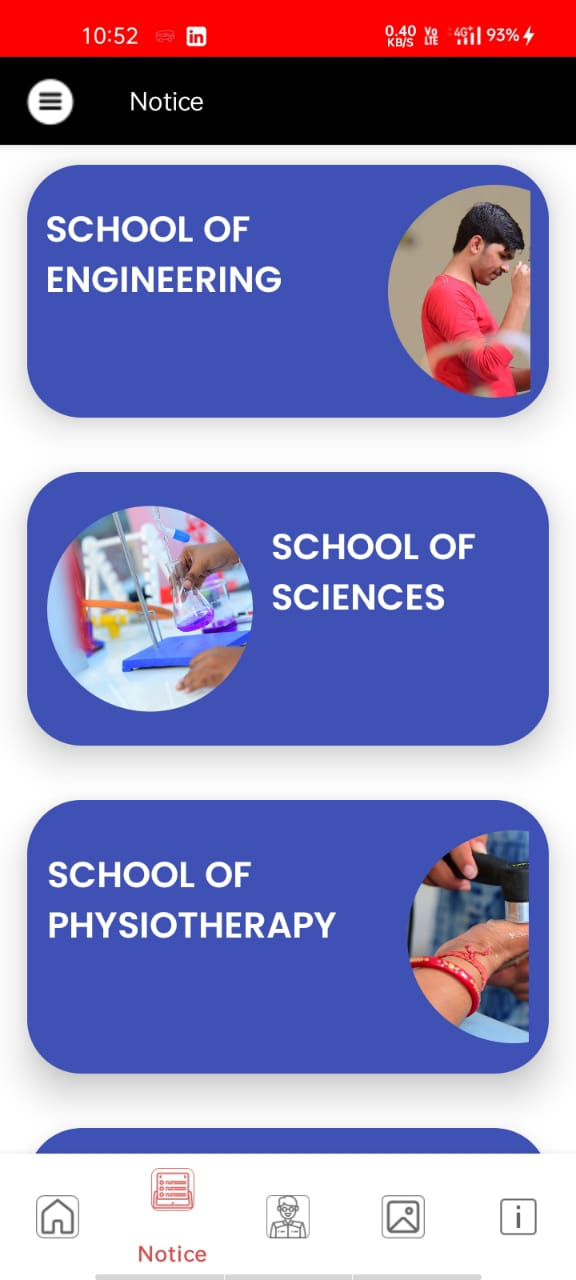 10:52
in
0.40 KB/S Vo LTE 4G+ 93%
Notice
SCHOOL OF
ENGINEERING
SCHOOL OF
SCIENCES
SCHOOL OF
PHYSIOTHERAPY
i
Notice